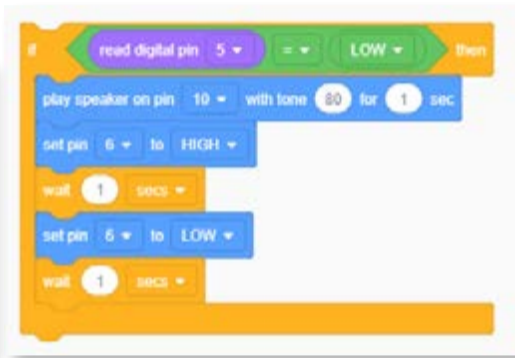 if read digital pin 5 = LOW then
play speaker on pin 10 with tone 80 for 1 sec
set pin 6 to HIGH
wait 1 secs
set pin 6 to LOW
wait 1 secs